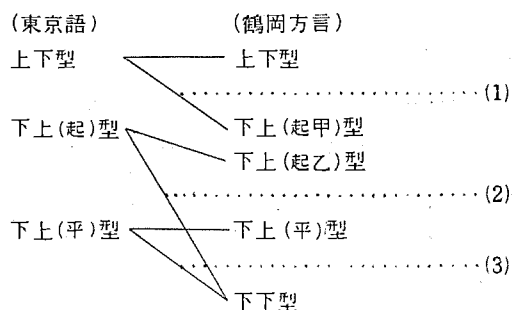 (東京語) (鶴岡方言)
上下型 上下型
(1)
下上(起)型 下上(起甲)型
下上(起乙)型
(2)
下上(平)型 下上(平)型
(3)
下下型